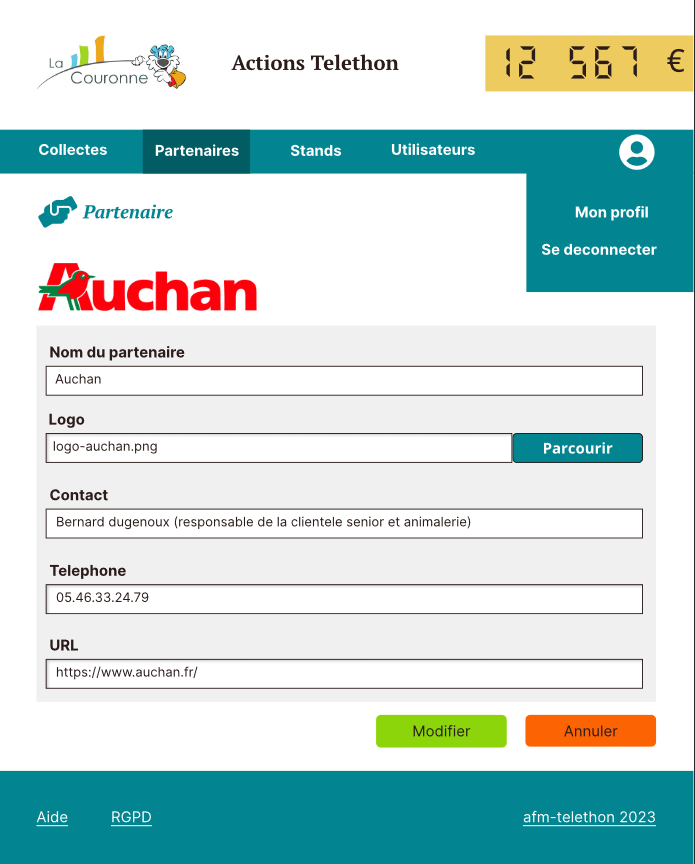 La
Couronne
Actions Telethon
12 567 €
Collectes
Partenaires
Stands
Utilisateurs
Partenaire
Mon profil
Se deconnecter
Auchan
Nom du partenaire
Auchan
Logo
logo-auchan.png
Parcourir
Contact
Bernard dugenoux (responsable de la clientele senior et animalerie)
Telephone
05.46.33.24.79
URL
https://www.auchan.fr/
Modifier
Annuler
Aide
RGPD
afm-telethon 2023